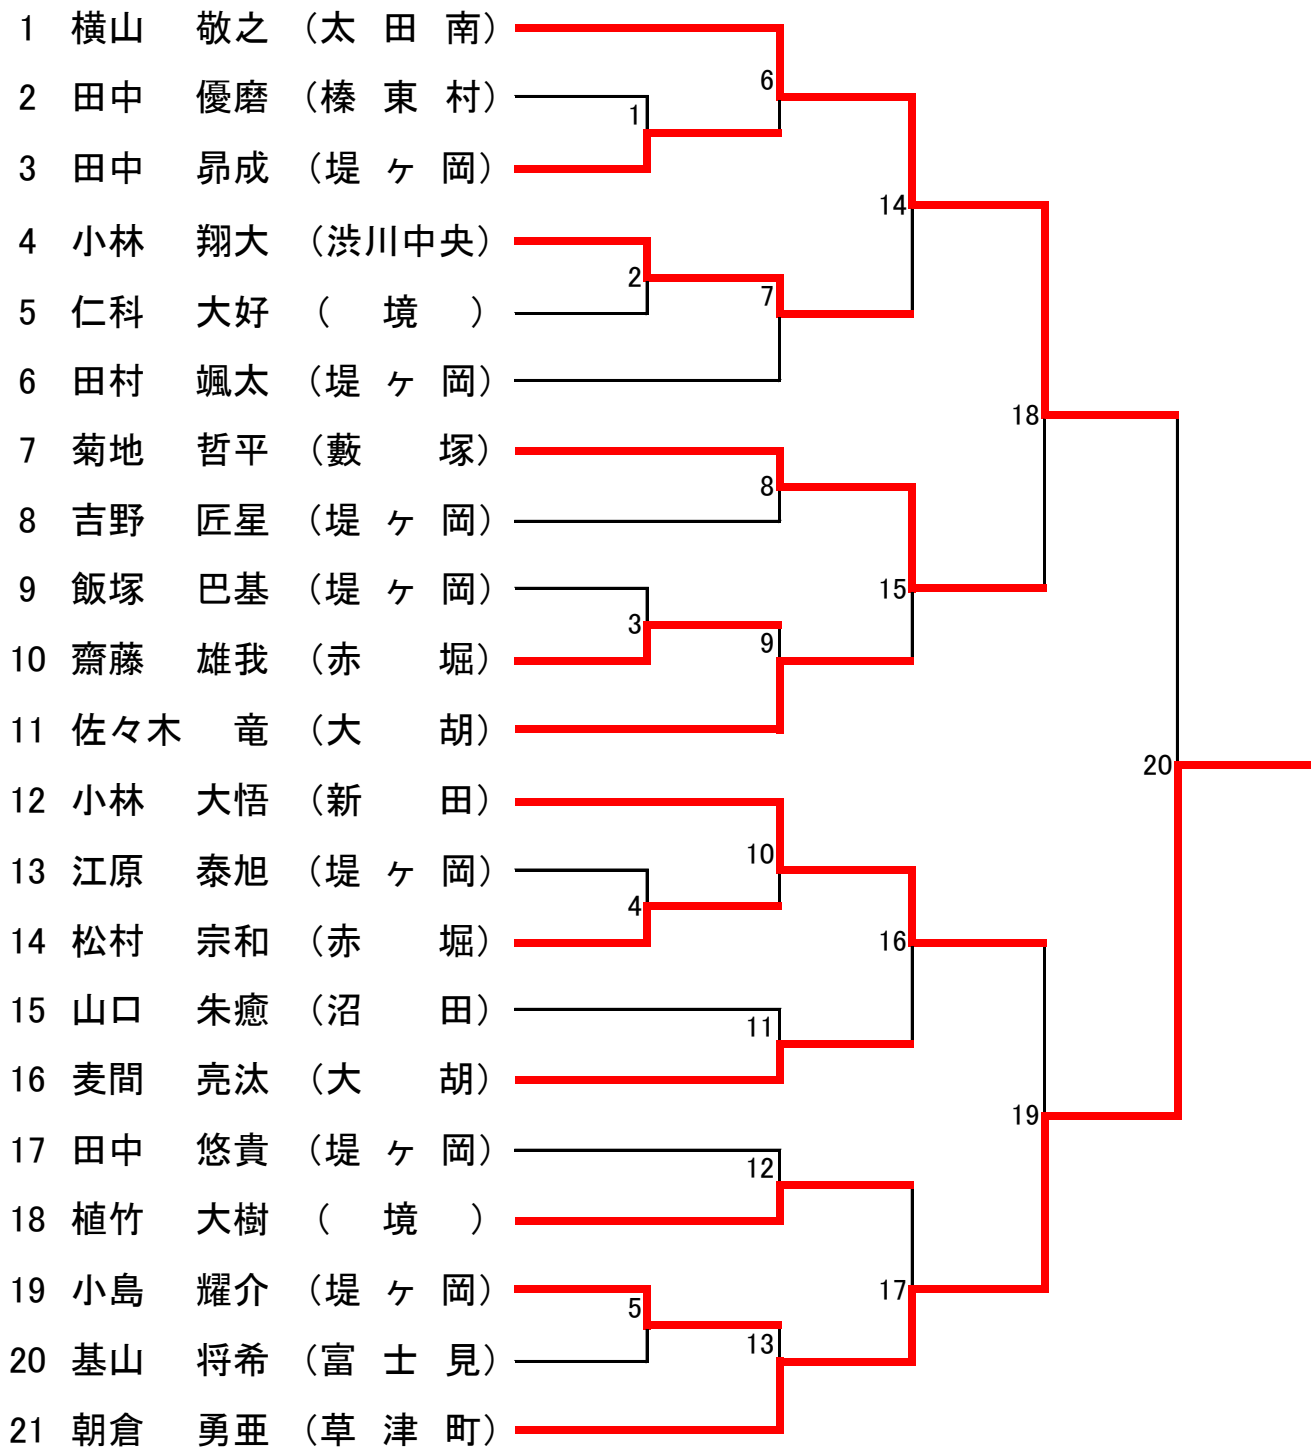 1 横山 敬之 （太 田 南）
2 田中 優磨 （榛 東 村）
3 田中 昴成 （堤 ヶ 岡）
4 小林 翔大 （渋川中央）
5 仁科 大好 （ 境 ）
6 田村 颯太 （堤 ヶ 岡）
7 菊地 哲平 （藪 塚）
8 吉野 匠星 （堤 ヶ 岡）
9 飯塚 巴基 （堤 ヶ 岡）
10 齋藤 雄我 （赤 堀）
11 佐々木 竜 （大 胡）
12 小林 大悟 （新 田）
13 江原 泰旭 （堤 ヶ 岡）
14 松村 宗和 （赤 堀）
15 山口 朱癒 （沼 田）
16 麦間 亮汰 （大 胡）
17 田中 悠貴 （堤 ヶ 岡）
18 植竹 大樹 （ 境 ）
19 小島 耀介 （堤 ヶ 岡）
20 基山 将希 （富 士 見）
21 朝倉 勇亜 （草 津 町）
1
2
3
4
5
6
7
8
9
10
11
12
13
14
15
16
17
18
19
20